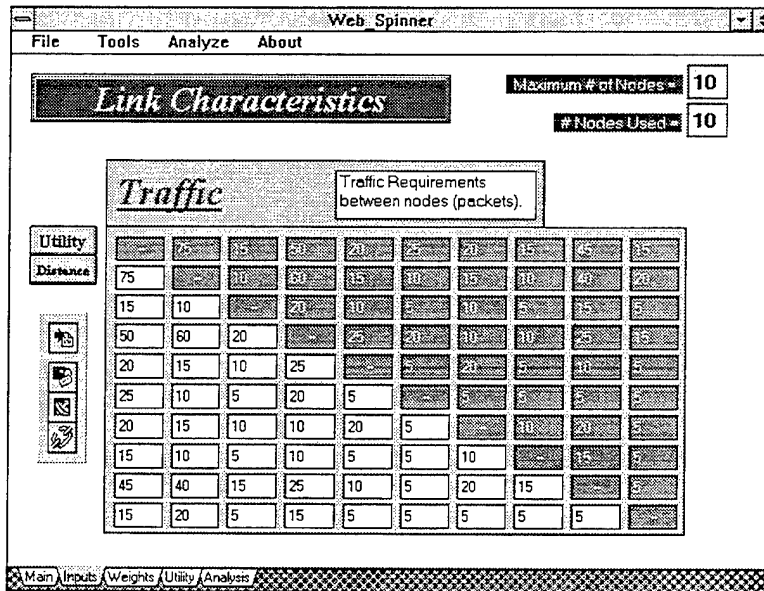 Web_Spinner
File Tools Analyze About
Link Characteristics
Maximum # of Nodes = 10
# Nodes Used = 10
Traffic
Traffic Requirements
between nodes (packets).
Utility
Distance
- 75 15 50 20 25 20 15 45 15
75 - 10 60 15 10 15 10 40 20
15 10 - 20 10 5 10 5 15 5
50 60 20 - 25 20 10 10 25 15
20 15 10 25 - 5 20 5 10 5
25 10 5 20 5 - 5 5 5 5
20 15 10 10 20 5 - 10 20 5
15 10 5 10 5 5 10 - 15 5
45 40 15 25 10 5 20 15 - 5
15 20 5 15 5 5 5 5 5 -
Main Inputs Weights Utility Analysis